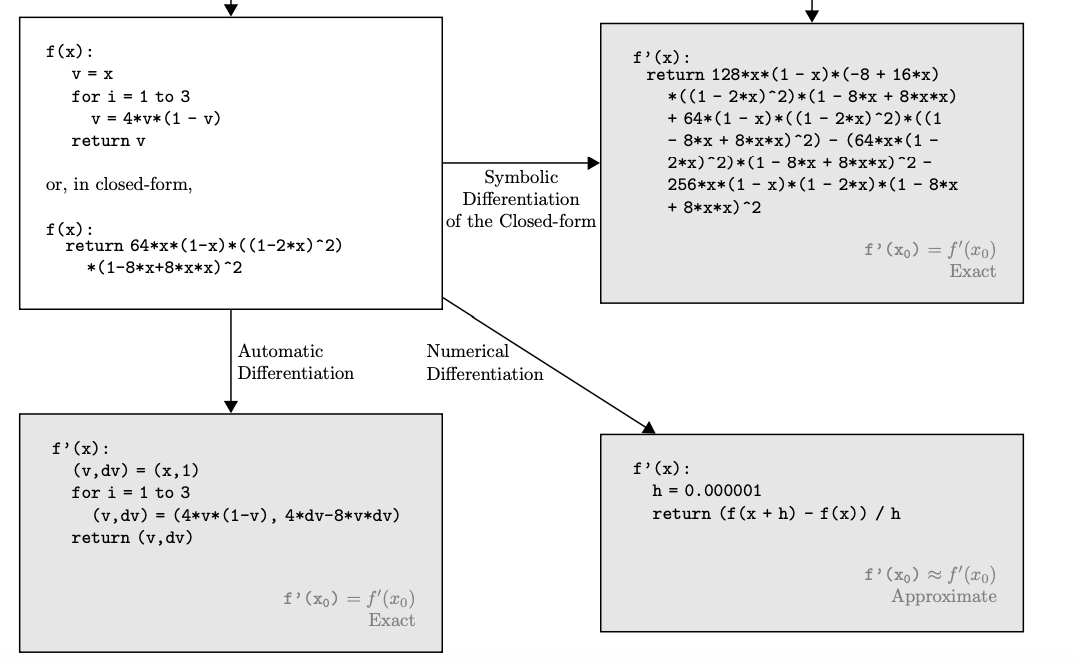 f(x):
v = x
for i = 1 to 3
v = 4*v*(1 - v)
return v
or, in closed-form,
f(x):
return 64*x*(1-x)*((1-2*x)^2)
*(1-8*x+8*x*x)^2
Symbolic
Differentiation
of the Closed-form
f'(x):
return 128*x*(1 - x)*(-8 + 16*x)
*((1 - 2*x)^2)*(1 - 8*x + 8*x*x)
+ 64*(1 - x)*((1 - 2*x)^2)*((1
- 8*x + 8*x*x)^2) - (64*x*(1 -
2*x)^2)*(1 - 8*x + 8*x*x)^2 -
256*x*(1 - x)*(1 - 2*x)*(1 - 8*x
+ 8*x*x)^2
f'(x₀) = f′(x₀)
Exact
Automatic
Differentiation
Numerical
Differentiation
f'(x):
(v,dv) = (x,1)
for i = 1 to 3
(v,dv) = (4*v*(1-v), 4*dv-8*v*dv)
return (v,dv)
f'(x₀) = f′(x₀)
Exact
f'(x):
h = 0.000001
return (f(x + h) - f(x)) / h
f'(x₀) ≈ f′(x₀)
Approximate